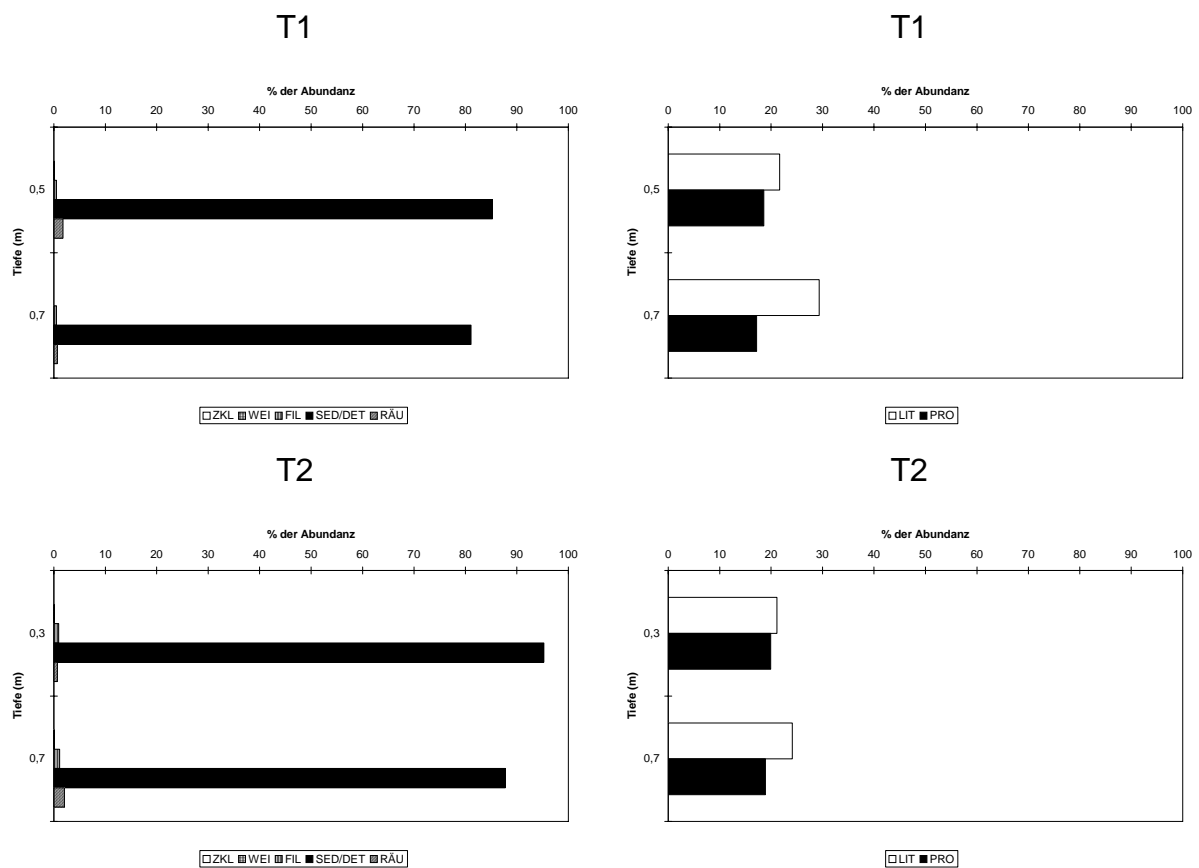 T1
% der Abundanz
0 10 20 30 40 50 60 70 80 90 100
0,5
0,7
Tiefe (m)
ZKL WEI FIL SED/DET RÄU
T1
% der Abundanz
0 10 20 30 40 50 60 70 80 90 100
0,5
0,7
Tiefe (m)
LIT PRO
T2
% der Abundanz
0 10 20 30 40 50 60 70 80 90 100
0,3
0,7
Tiefe (m)
ZKL WEI FIL SED/DET RÄU
T2
% der Abundanz
0 10 20 30 40 50 60 70 80 90 100
0,3
0,7
Tiefe (m)
LIT PRO